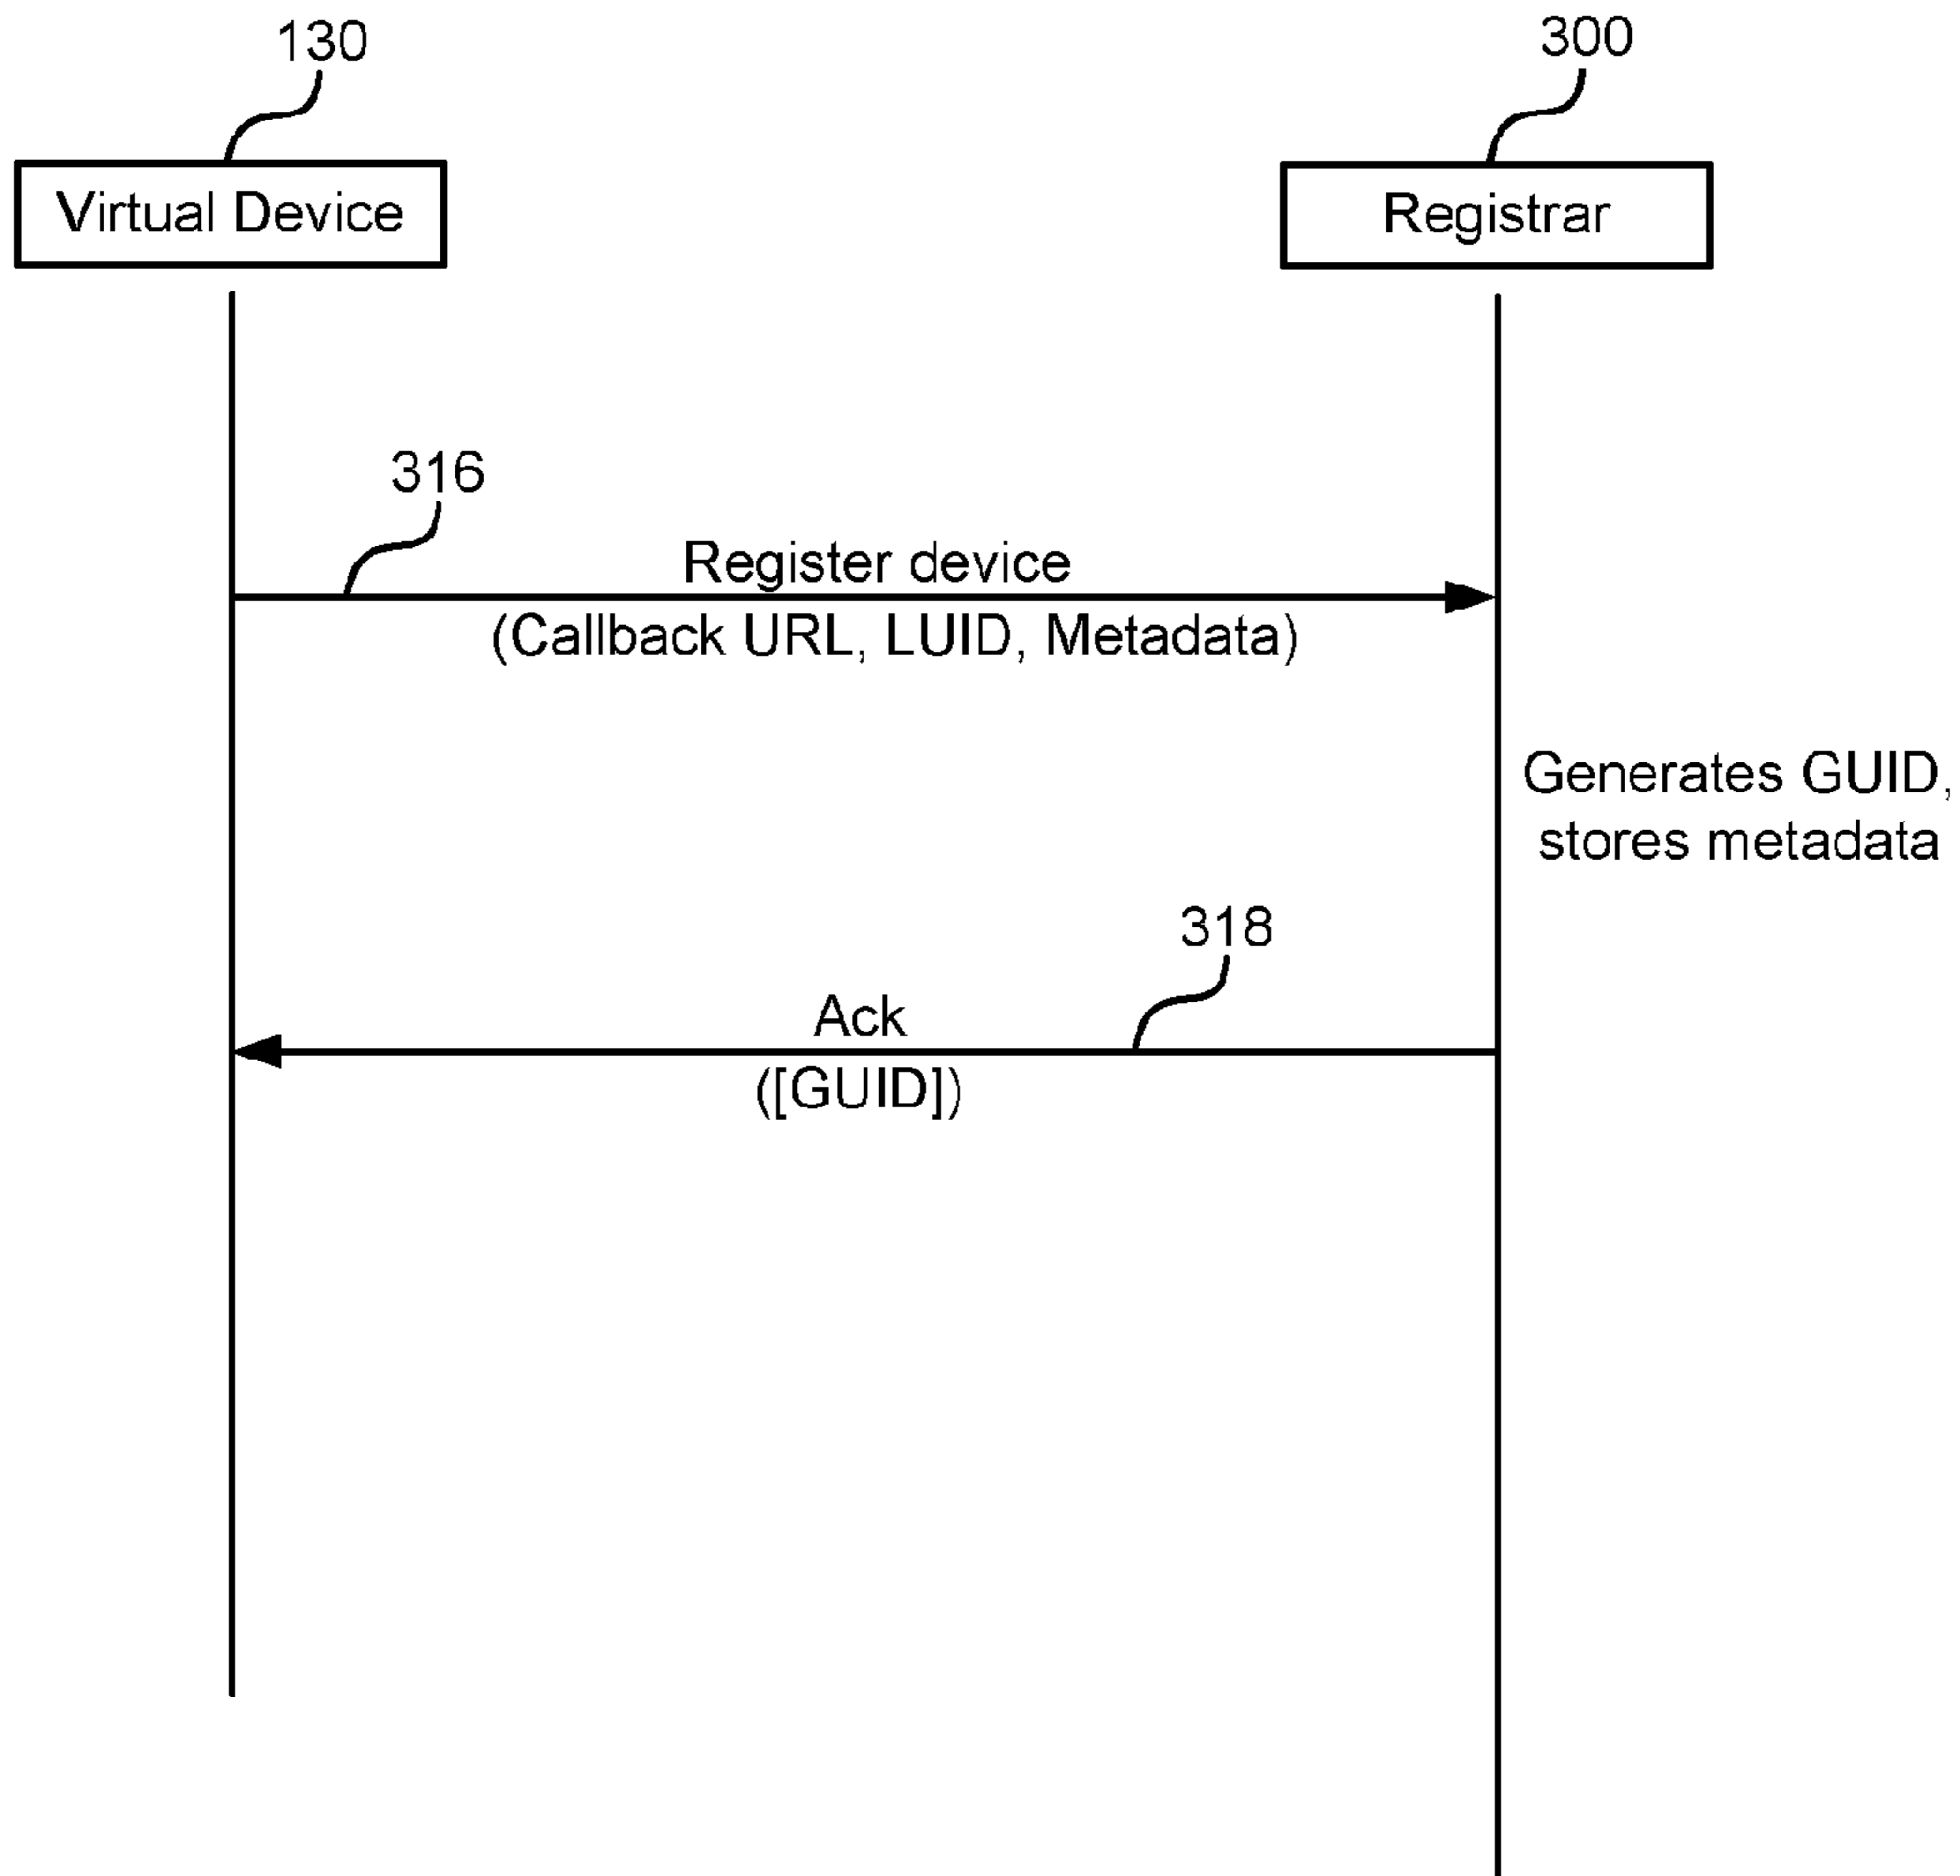 130
300
Virtual Device
Registrar
316
Register device
(Callback URL, LUID, Metadata)
Generates GUID,
stores metadata
318
Ack
([GUID])